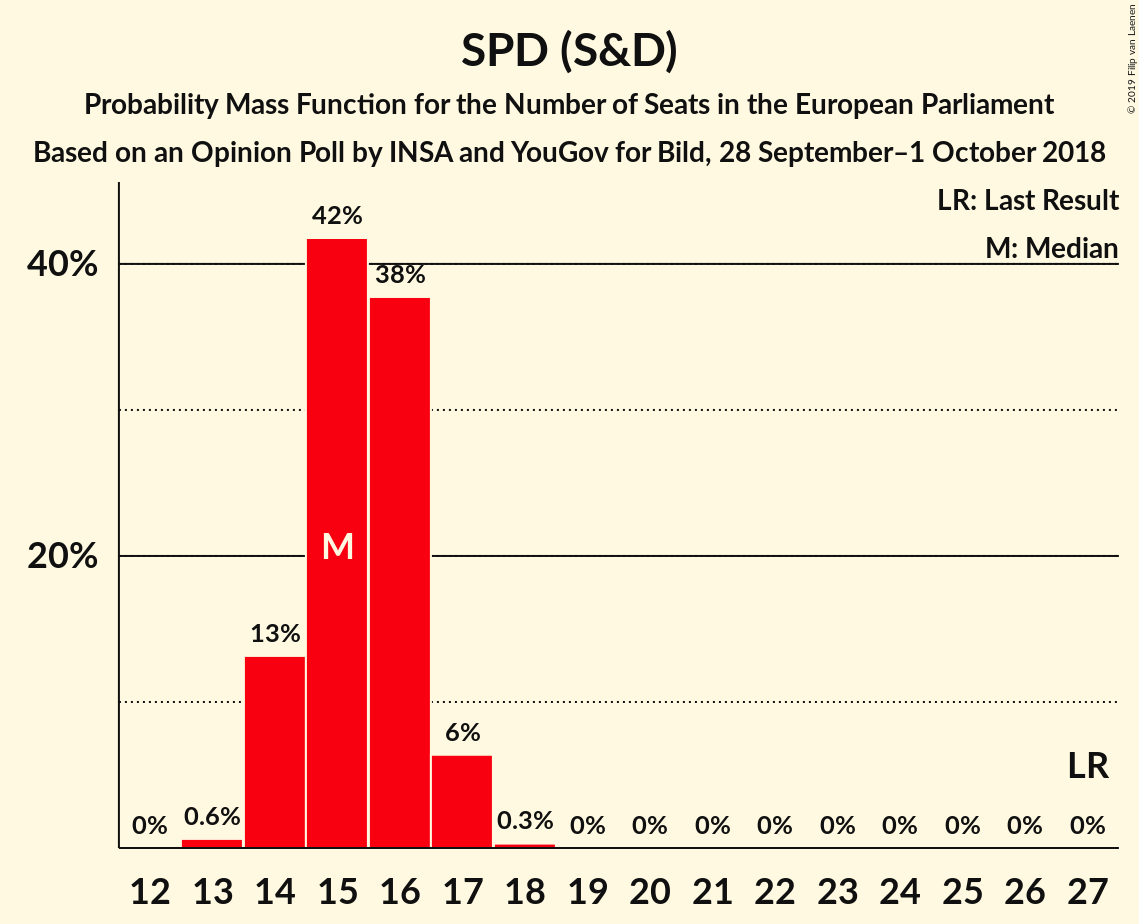 SPD (S&D)
Probability Mass Function for the Number of Seats in the European Parliament
Based on an Opinion Poll by INSA and YouGov for Bild, 28 September–1 October 2018
© 2019 Filip van Laenen
LR: Last Result
M: Median
40%
20%
42%
38%
13%
6%
0%
0.6%
0.3%
0%
0%
0%
0%
0%
0%
0%
0%
0%
M
LR
12 13 14 15 16 17 18 19 20 21 22 23 24 25 26 27